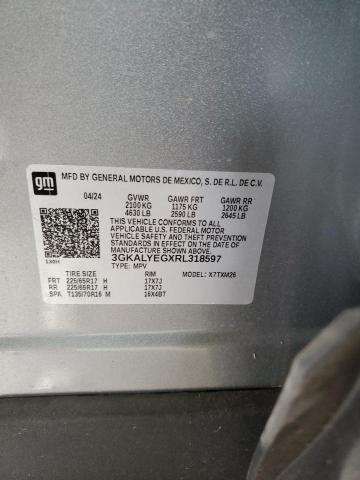 gm
MFD BY GENERAL MOTORS DE MEXICO, S. DE R.L. DE C.V.
04/24 GVWR GAWR FRT GAWR RR
2100 KG 1175 KG 1200 KG
4630 LB 2590 LB 2645 LB
THIS VEHICLE CONFORMS TO ALL
APPLICABLE U.S. FEDERAL MOTOR
VEHICLE SAFETY AND THEFT PREVENTION
STANDARDS IN EFFECT ON THE DATE OF
MANUFACTURE SHOWN ABOVE.
3GKALYEGXRL318597
TYPE: MPV MODEL: X7TXM26
TIRE SIZE RIM
FRT 225/65R17 H 17X7J
RR 225/65R17 H 17X7J
SPA T135/70R16 M 16X4BT